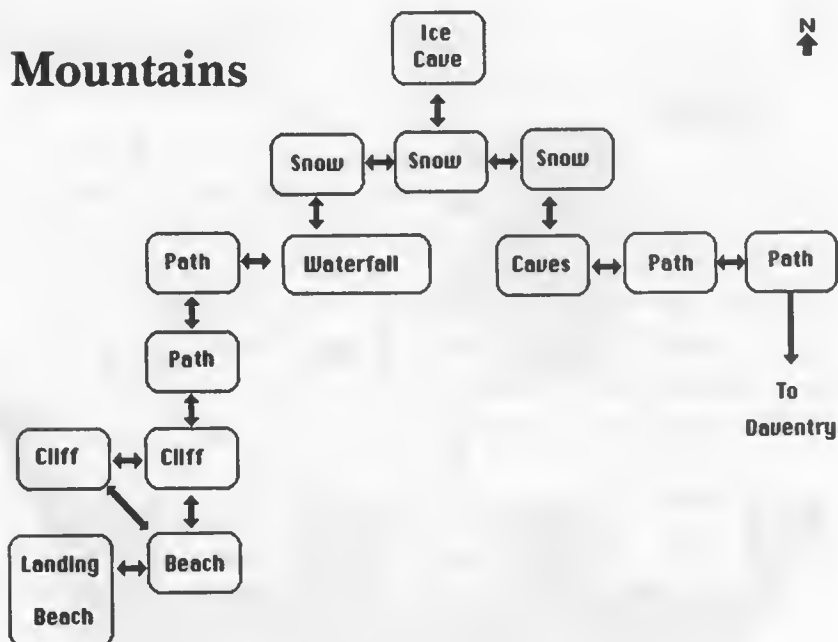 Mountains
N
Ice
Cave
Snow
Snow
Snow
Path
Waterfall
Caves
Path
Path
Path
To
Daventry
Cliff
Cliff
Landing
Beach
Beach